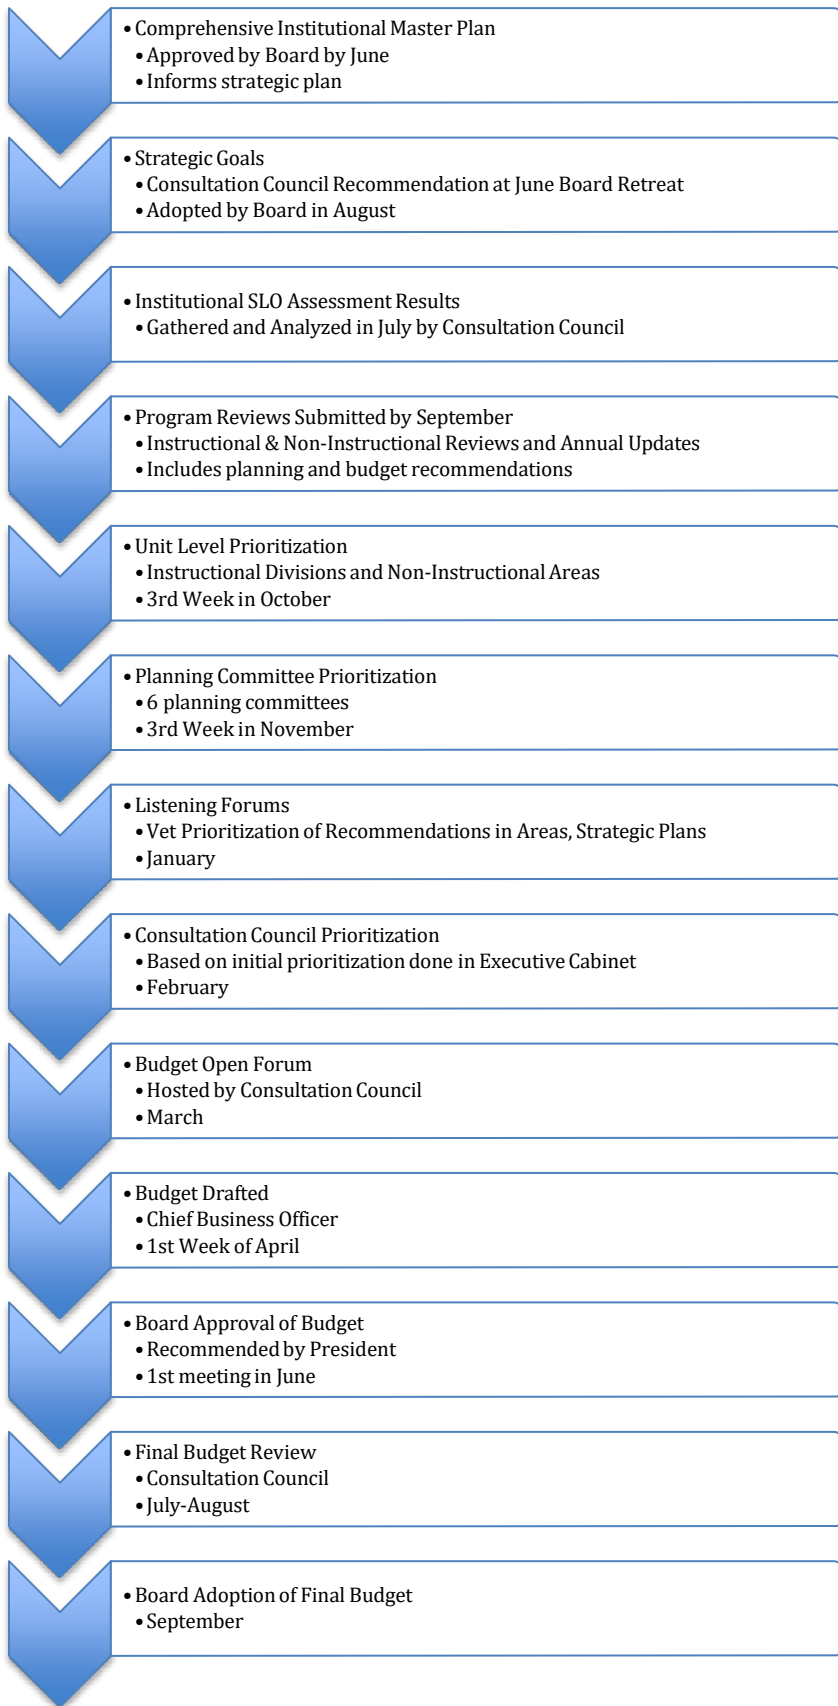 •Comprehensive Institutional Master Plan
•Approved by Board by June
•Informs strategic plan
•Strategic Goals
•Consultation Council Recommendation at June Board Retreat
•Adopted by Board in August
•Institutional SLO Assessment Results
•Gathered and Analyzed in July by Consultation Council
•Program Reviews Submitted by September
•Instructional & Non-Instructional Reviews and Annual Updates
•Includes planning and budget recommendations
•Unit Level Prioritization
•Instructional Divisions and Non-Instructional Areas
•3rd Week in October
•Planning Committee Prioritization
•6 planning committees
•3rd Week in November
•Listening Forums
•Vet Prioritization of Recommendations in Areas, Strategic Plans
•January
•Consultation Council Prioritization
•Based on initial prioritization done in Executive Cabinet
•February
•Budget Open Forum
•Hosted by Consultation Council
•March
•Budget Drafted
•Chief Business Officer
•1st Week of April
•Board Approval of Budget
•Recommended by President
•1st meeting in June
•Final Budget Review
•Consultation Council
•July-August
•Board Adoption of Final Budget
•September